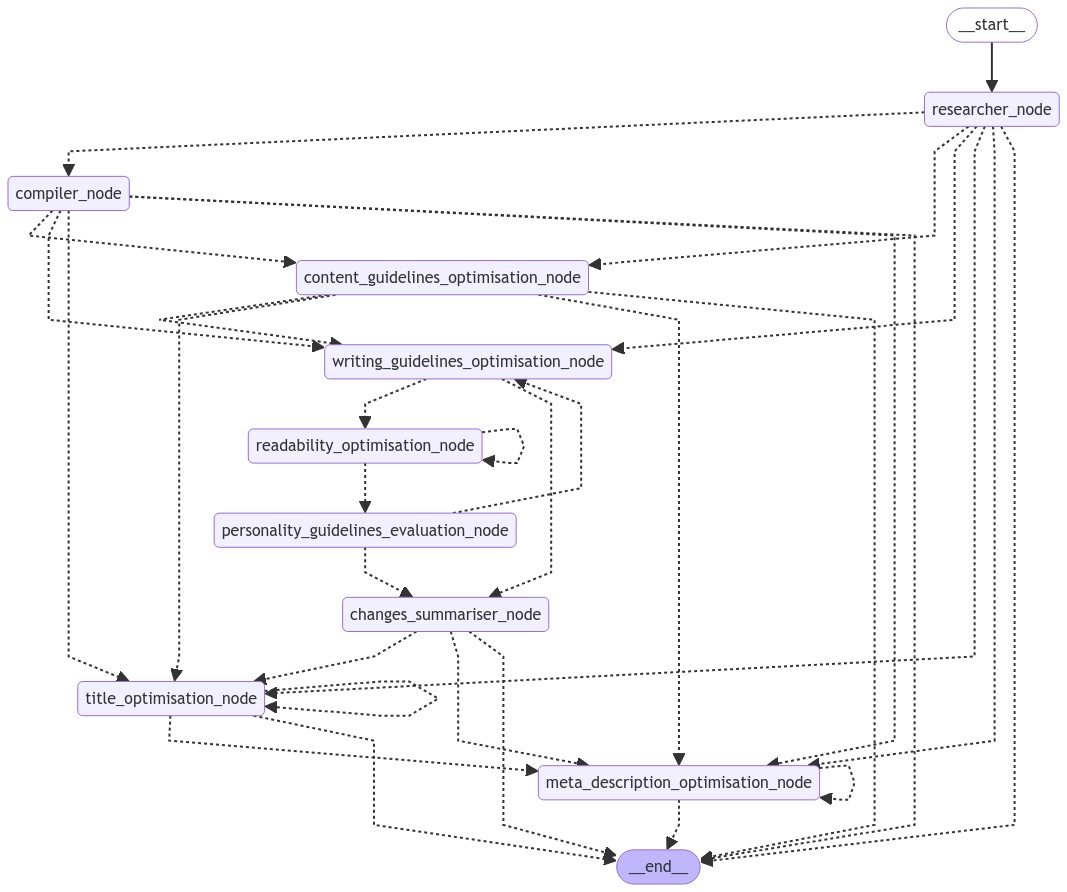 __start__
researcher_node
compiler_node
content_guidelines_optimisation_node
writing_guidelines_optimisation_node
readability_optimisation_node
personality_guidelines_evaluation_node
changes_summariser_node
title_optimisation_node
meta_description_optimisation_node
__end__